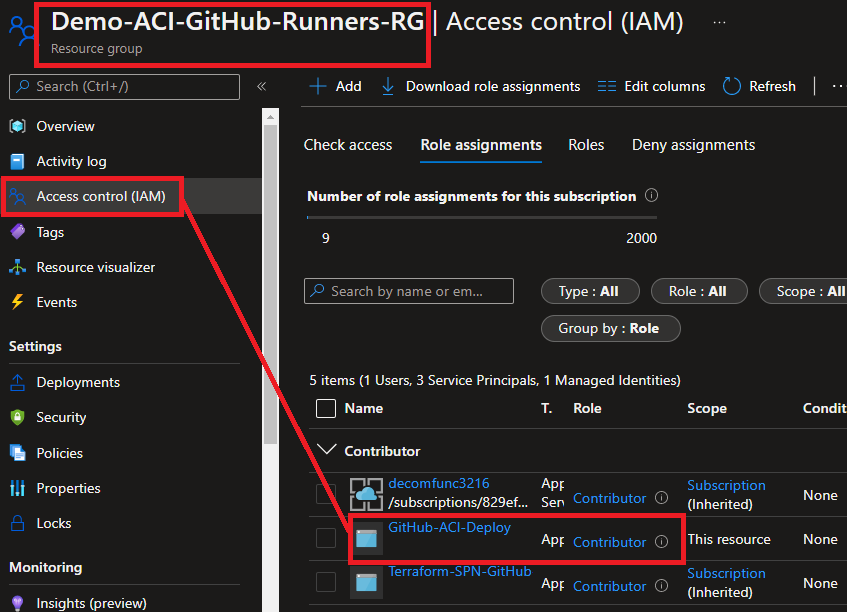 Demo-ACI-GitHub-Runners-RG | Access control (IAM) ...
Resource group
Search (Ctrl+/) «
Overview
Activity log
Access control (IAM)
Tags
Resource visualizer
Events
Settings
Deployments
Security
Policies
Properties
Locks
Monitoring
Insights (preview)
Add Download role assignments Edit columns Refresh
Check access Role assignments Roles Deny assignments
Number of role assignments for this subscription
9 2000
Search by name or em... Type : All Role : All Scope : All
Group by : Role
5 items (1 Users, 3 Service Principals, 1 Managed Identities)
Name T. Role Scope Condit
Contributor
decomfunc3216 App Subscription
/subscriptions/829ef... Serv Contributor (Inherited) None
GitHub-ACI-Deploy
App Contributor This resource None
Terraform-SPN-GitHub Subscription
App Contributor (Inherited) None